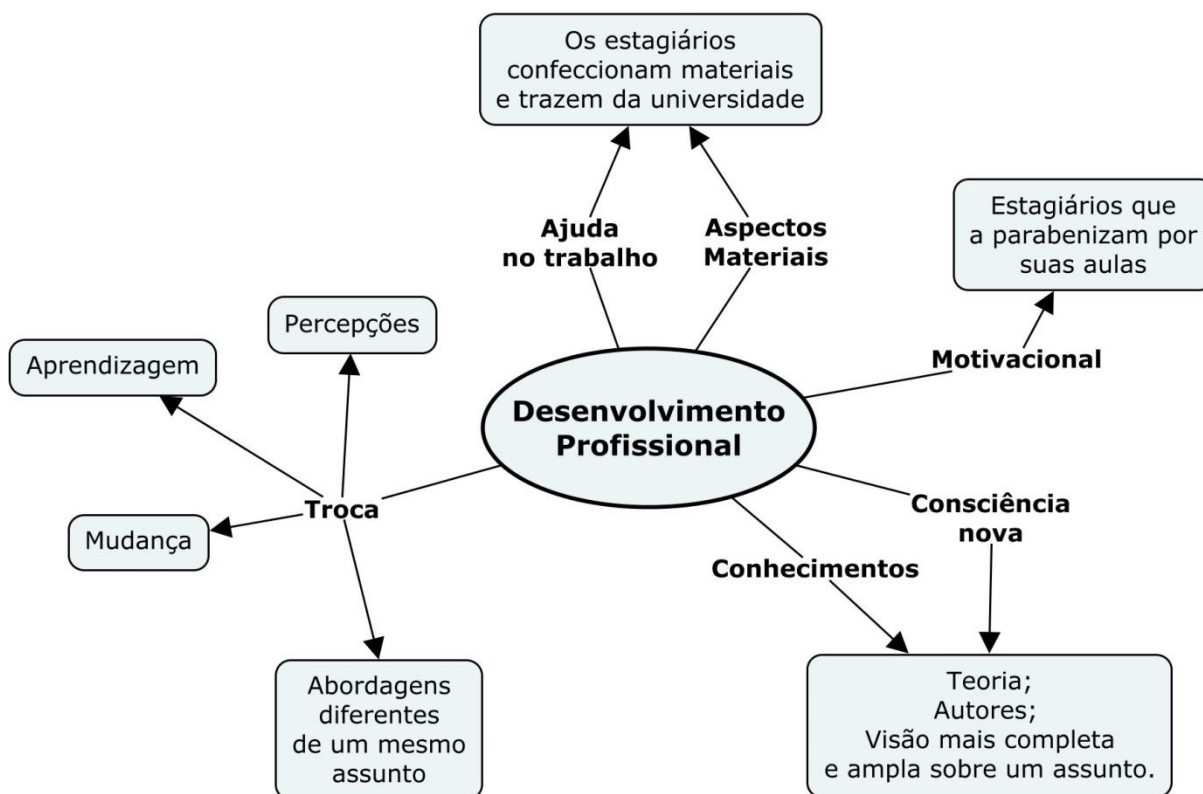 Os estagiários
confeccionam materiais
e trazem da universidade
Ajuda
no trabalho
Aspectos
Materiais
Estagiários que
a parabenizam por
suas aulas
Motivacional
Percepções
Aprendizagem
Desenvolvimento
Profissional
Troca
Mudança
Consciência
nova
Conhecimentos
Abordagens
diferentes
de um mesmo
assunto
Teoria;
Autores;
Visão mais completa
e ampla sobre um assunto.